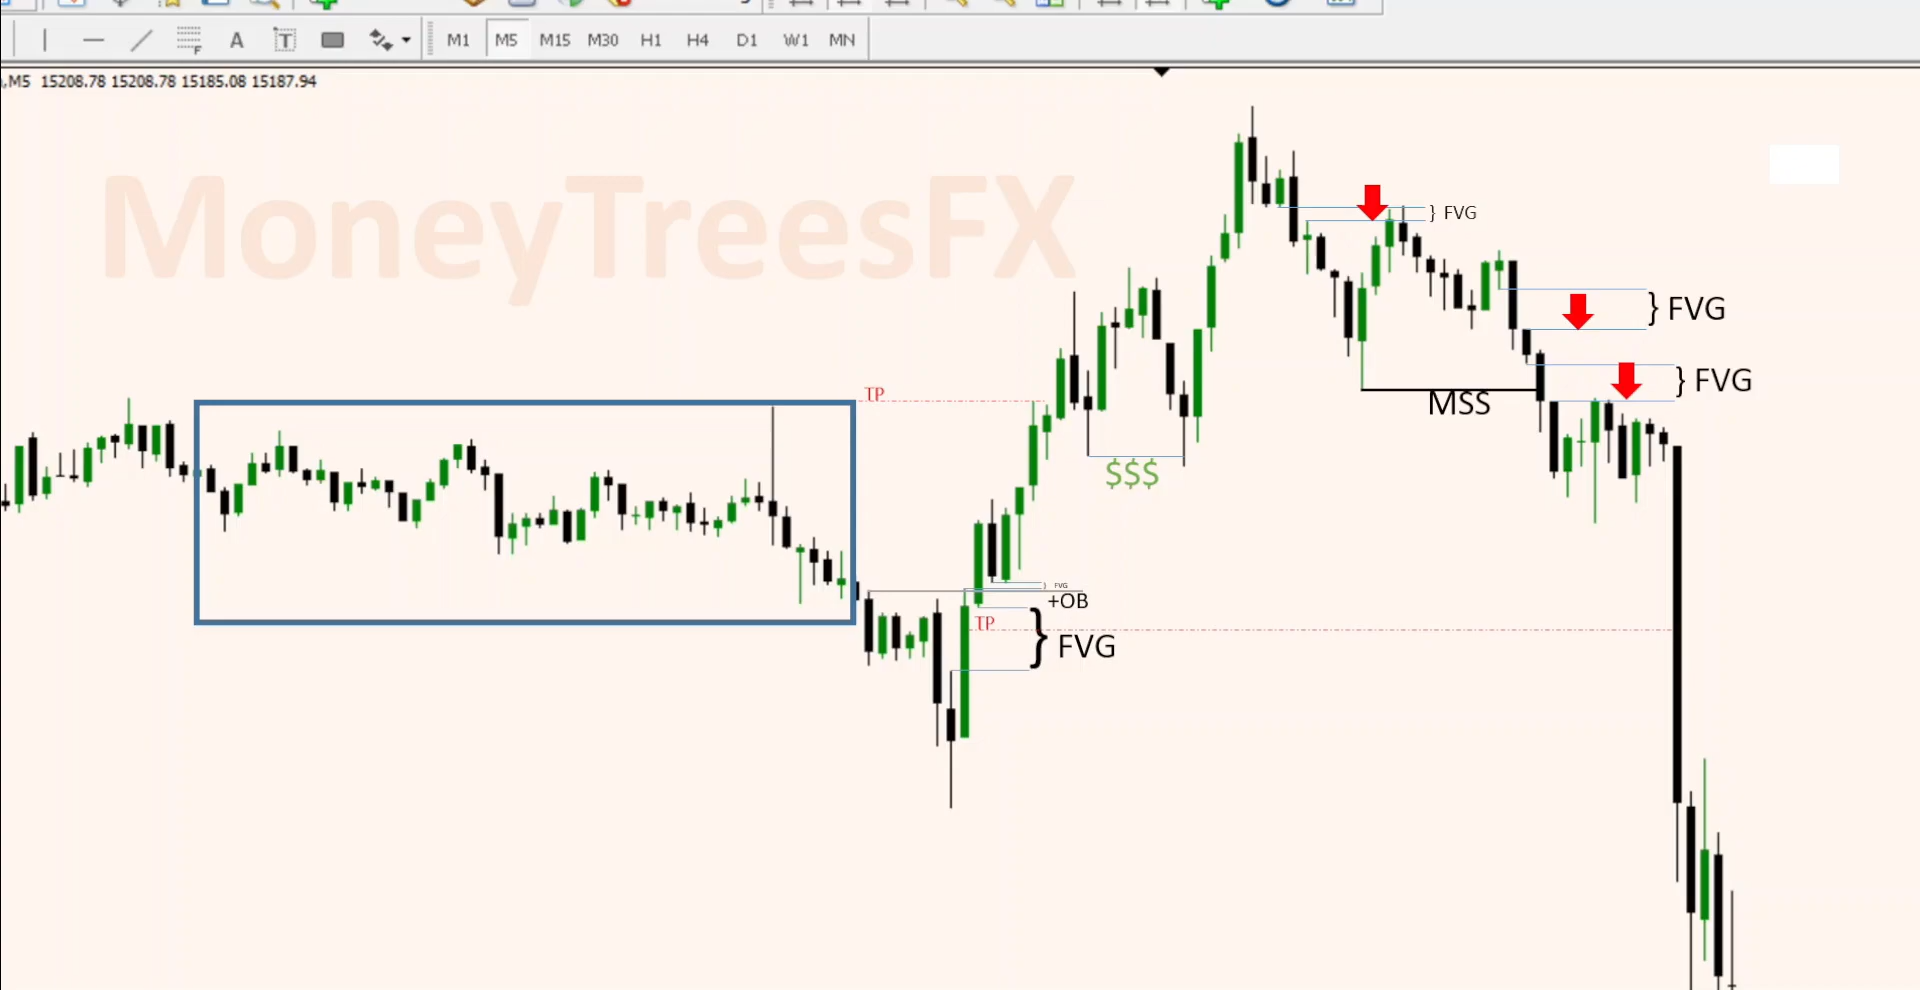 A T M1 M5 M15 M30 H1 H4 D1 W1 MN
,M5 15208.78 15208.78 15185.08 15187.94
MoneyTreesFX
} FVG
} FVG
} FVG
TP
MSS
$$$
} FVG
+OB
TP
} FVG